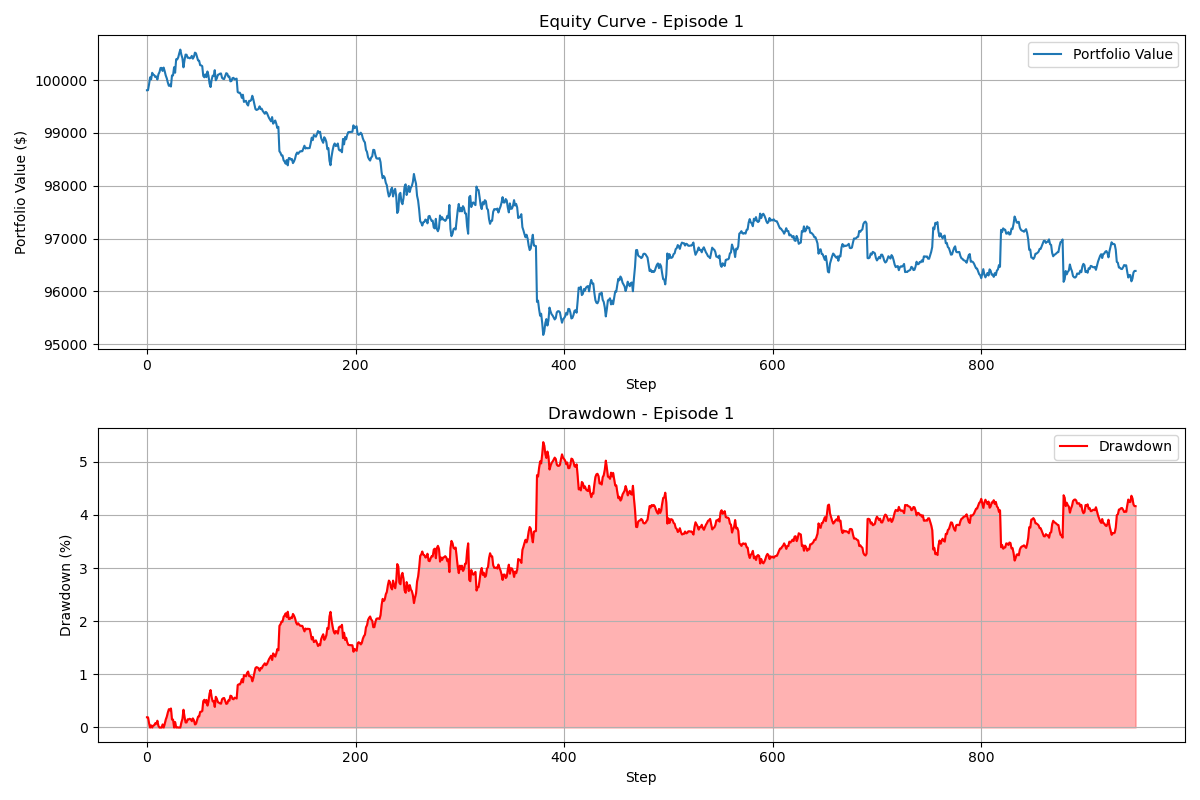 Equity Curve - Episode 1
Portfolio Value ($)
100000
99000
98000
97000
96000
95000
Portfolio Value
0 200 400 600 800
Step
Drawdown - Episode 1
Drawdown (%)
5
4
3
2
1
0
Drawdown
0 200 400 600 800
Step